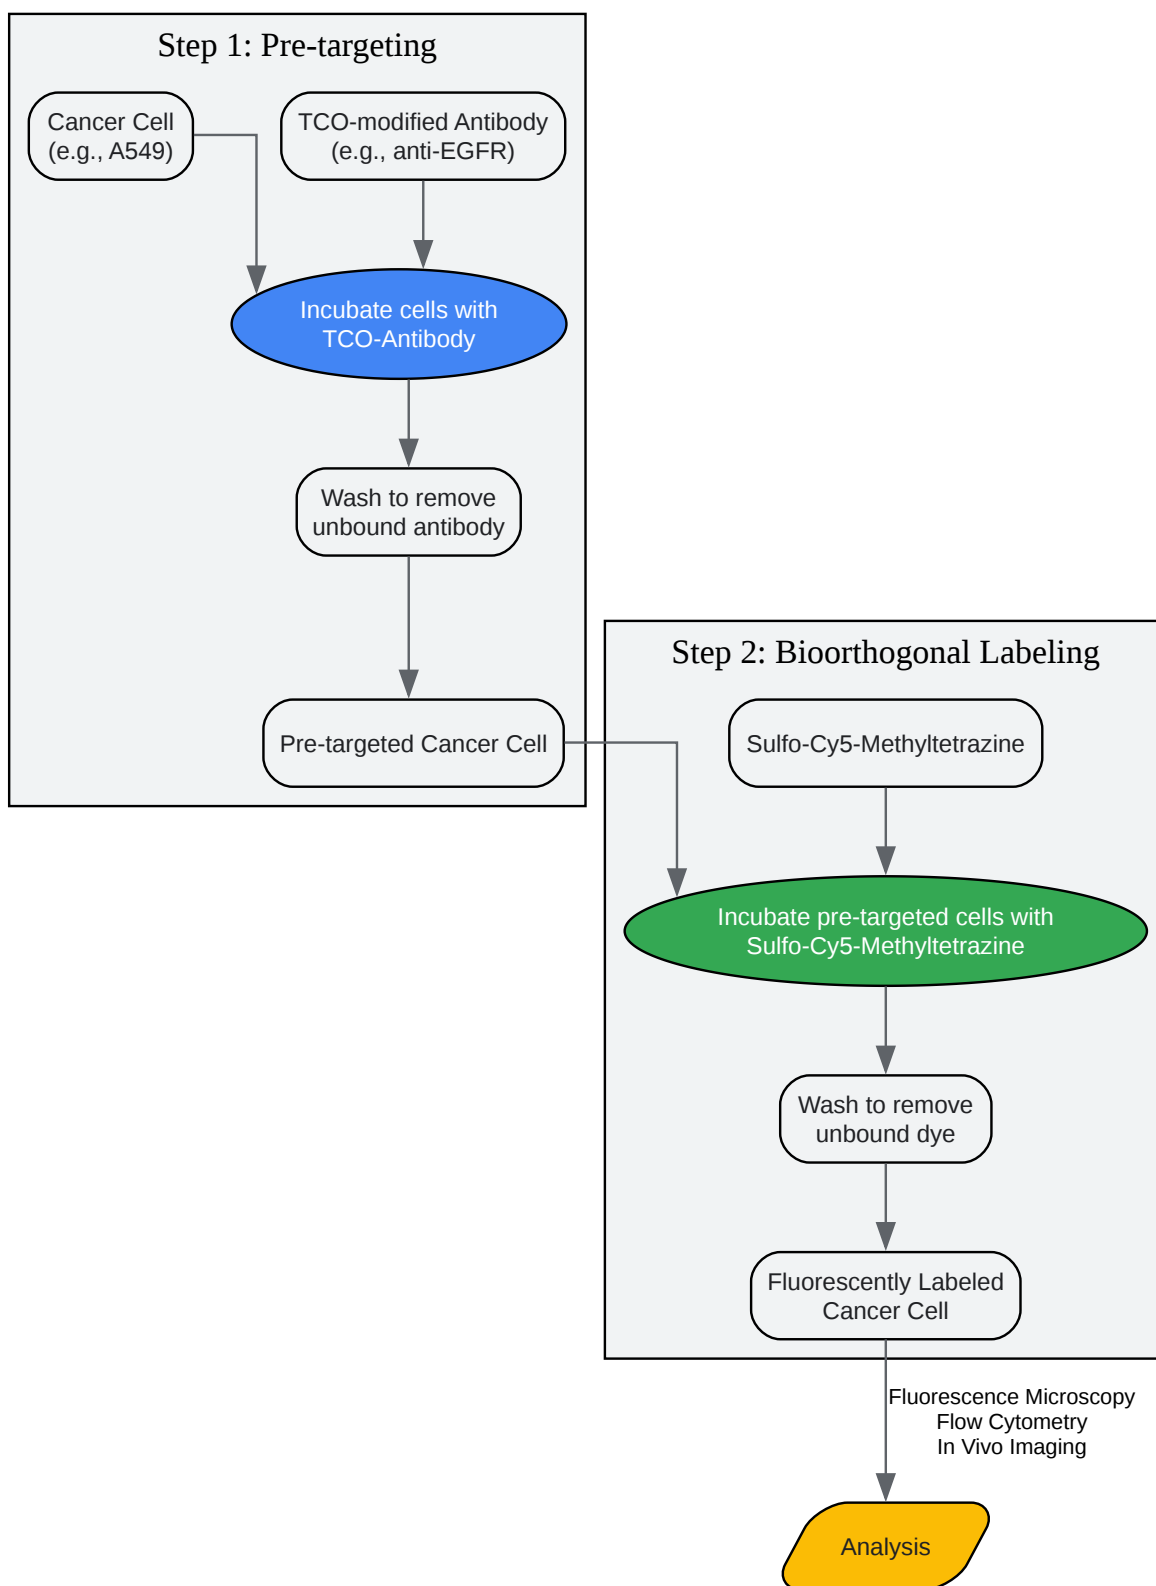 Step 1: Pre-targeting
Cancer Cell
(e.g., A549)
TCO-modified Antibody
(e.g., anti-EGFR)
Incubate cells with
TCO-Antibody
Wash to remove
unbound antibody
Pre-targeted Cancer Cell
Step 2: Bioorthogonal Labeling
Sulfo-Cy5-Methyltetrazine
Incubate pre-targeted cells with
Sulfo-Cy5-Methyltetrazine
Wash to remove
unbound dye
Fluorescently Labeled
Cancer Cell
Fluorescence Microscopy
Flow Cytometry
In Vivo Imaging
Analysis